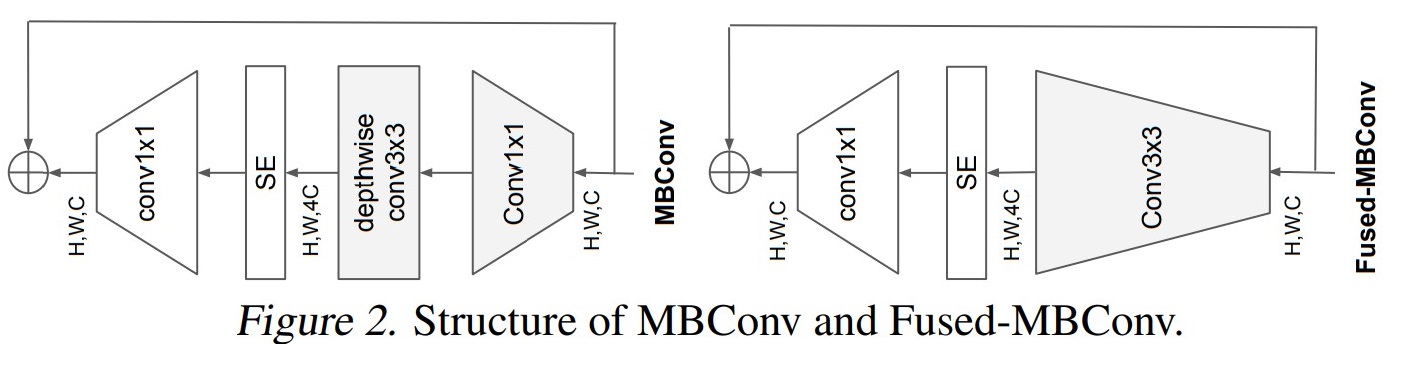 H,W,C
conv1x1
SE
H,W,4C
depthwise
conv3x3
Conv1x1
H,W,C
MBConv
H,W,C
conv1x1
SE
H,W,4C
Conv3x3
H,W,C
Fused-MBConv
Figure 2. Structure of MBConv and Fused-MBConv.